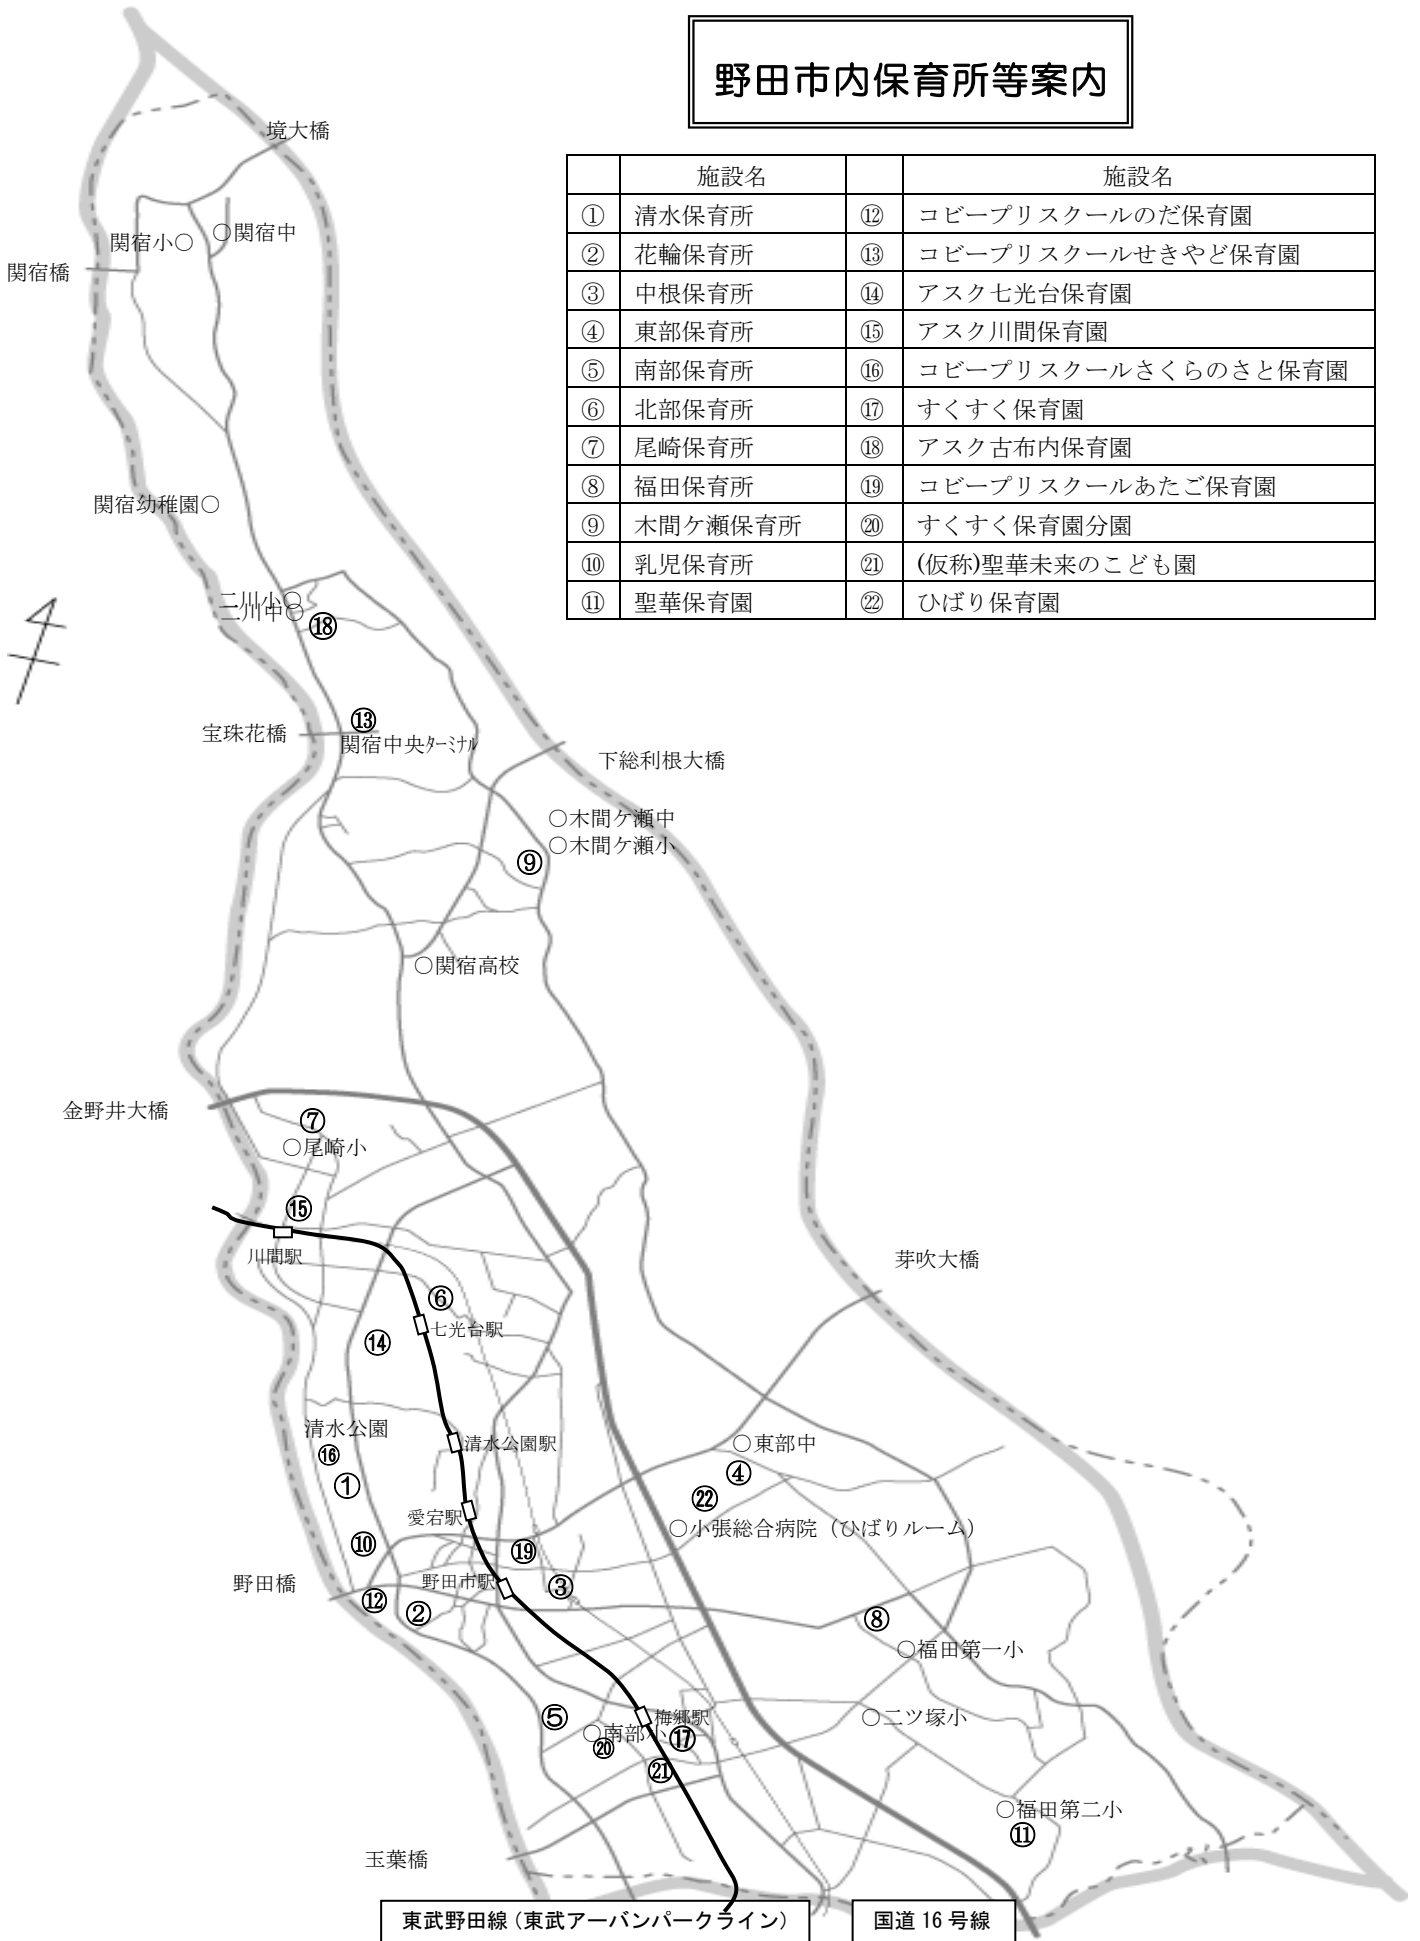 野田市内保育所等案内
施設名 施設名
① 清水保育所 ⑫ コビープリスクールのだ保育園
② 花輪保育所 ⑬ コビープリスクールせきやど保育園
③ 中根保育所 ⑭ アスク七光台保育園
④ 東部保育所 ⑮ アスク川間保育園
⑤ 南部保育所 ⑯ コビープリスクールさくらのさと保育園
⑥ 北部保育所 ⑰ すくすく保育園
⑦ 尾崎保育所 ⑱ アスク古布内保育園
⑧ 福田保育所 ⑲ コビープリスクールあたご保育園
⑨ 木間ケ瀬保育所 ⑳ すくすく保育園分園
⑩ 乳児保育所 ㉑ (仮称)聖華未来のこども園
⑪ 聖華保育園 ㉒ ひばり保育園
境大橋
関宿小○ ○関宿中
関宿橋
関宿幼稚園○
二川小○
二川中○
⑱
⑬
宝珠花橋
関宿中央ﾀｰﾐﾅﾙ
下総利根大橋
○木間ケ瀬中
○木間ケ瀬小
⑨
○関宿高校
金野井大橋
⑦
○尾崎小
⑮
川間駅
芽吹大橋
⑥
七光台駅
⑭
清水公園
清水公園駅
○東部中
⑯
④
①
㉒
愛宕駅
○小張総合病院（ひばりルーム）
⑩
⑲
野田橋
野田市駅
③
⑫
②
⑧
○福田第一小
⑤
梅郷駅
○二ツ塚小
○南部小
⑰
⑳
㉑
○福田第二小
⑪
玉葉橋
東武野田線（東武アーバンパークライン）
国道 16 号線